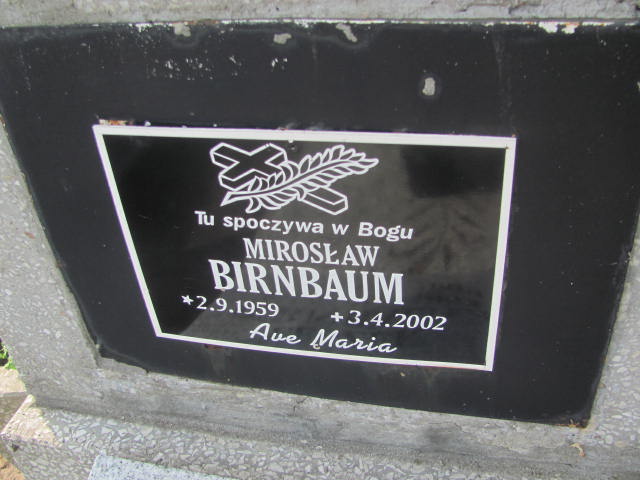 Tu spoczywa w Bogu
MIROSŁAW
BIRNBAUM
*2.9.1959 +3.4.2002
Ave Maria